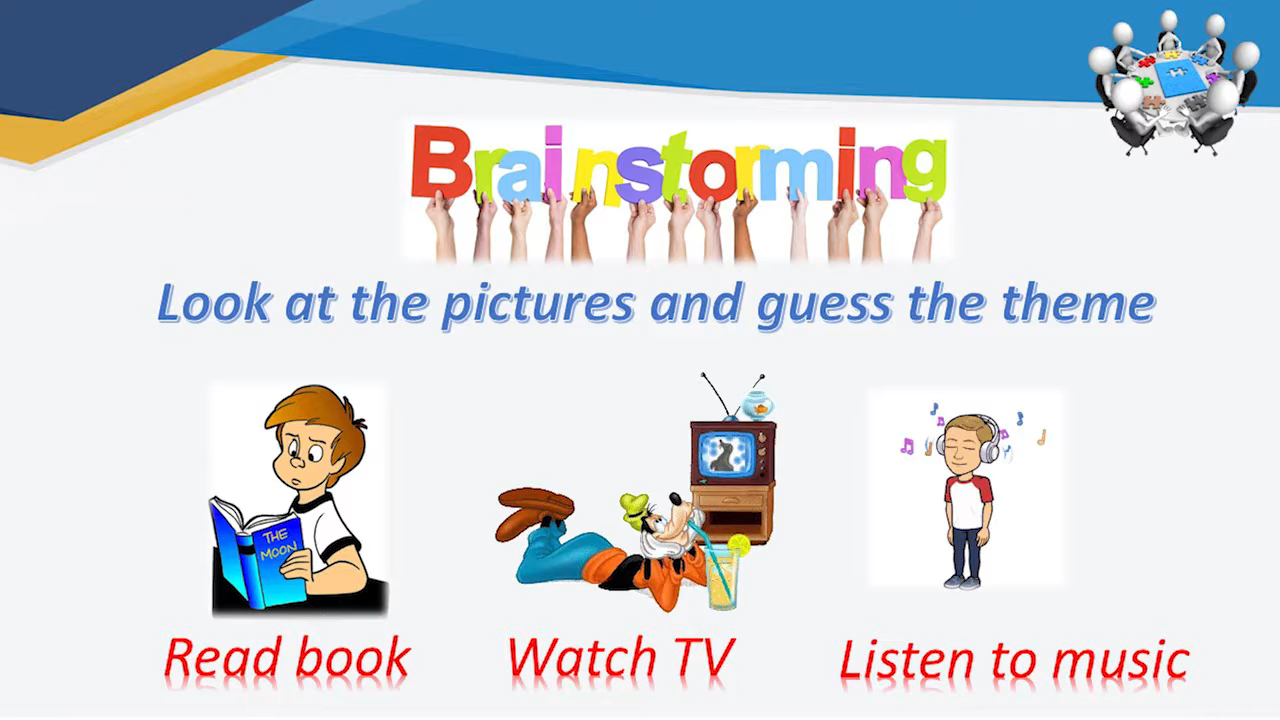 Brainstorming
Look at the pictures and guess the theme
THE
MOON
Read book
Watch TV
Listen to music